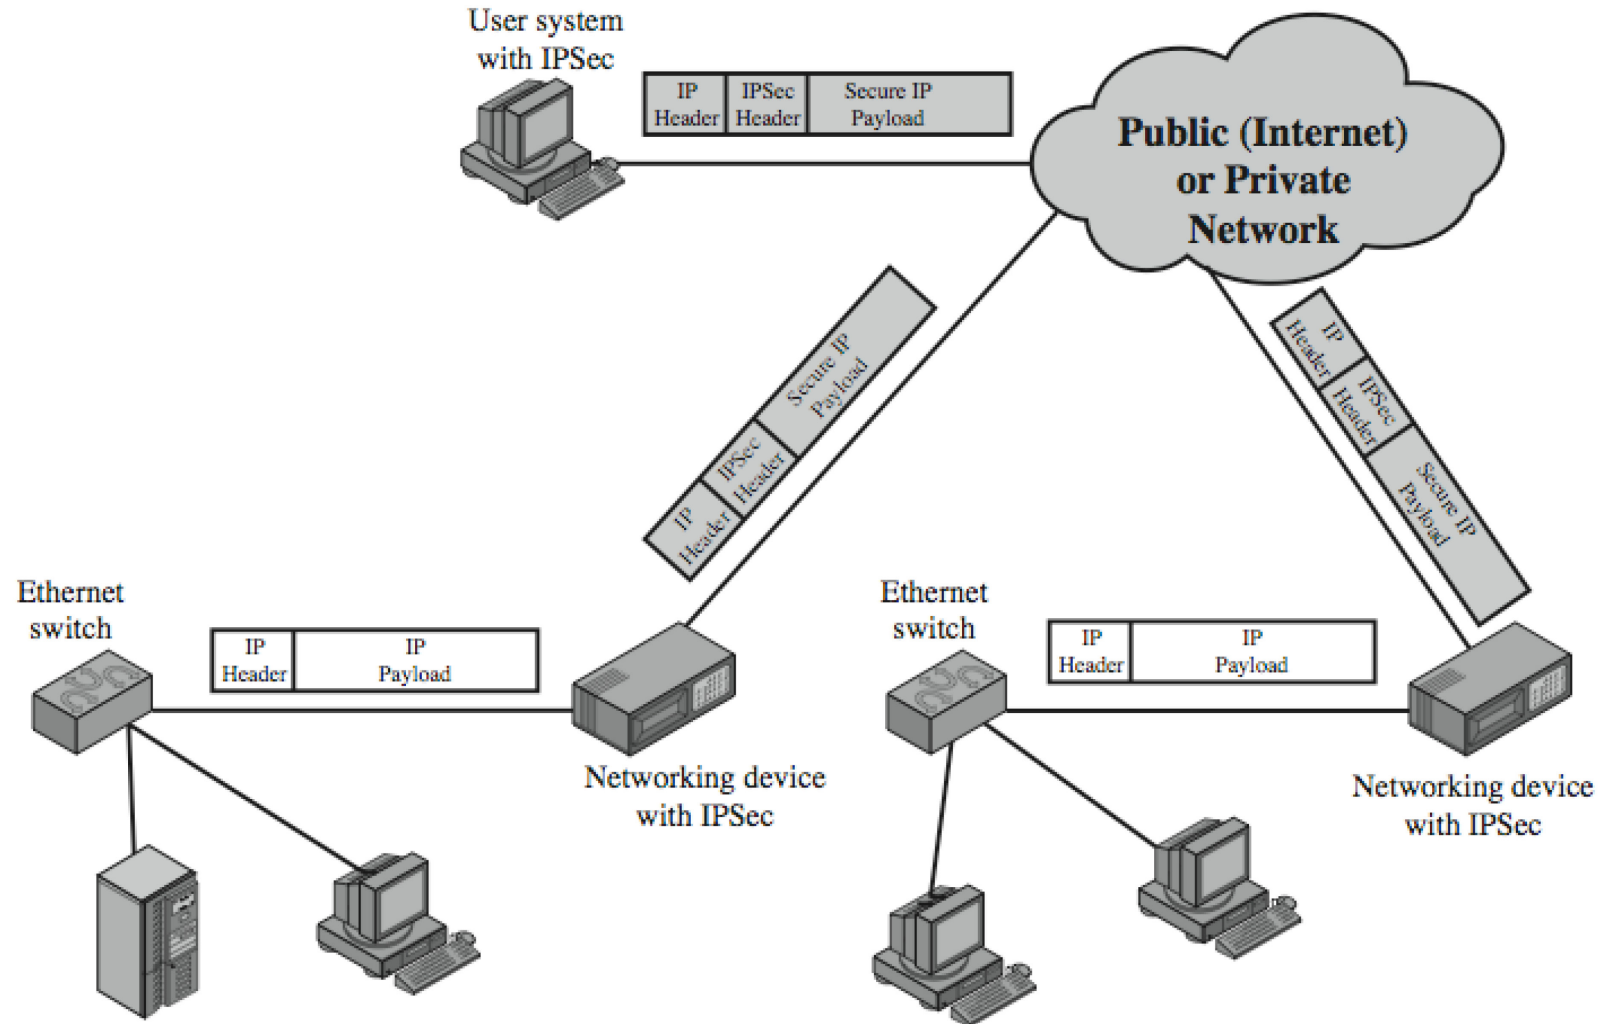 User system
with IPSec
IP
Header
IPSec
Header
Secure IP
Payload
Public (Internet)
or Private
Network
IP
Header
IPSec
Header
Secure IP
Payload
IP
Header
IPSec
Header
Secure IP
Payload
Ethernet
switch
IP
Header
IP
Payload
Networking device
with IPSec
Ethernet
switch
IP
Header
IP
Payload
Networking device
with IPSec